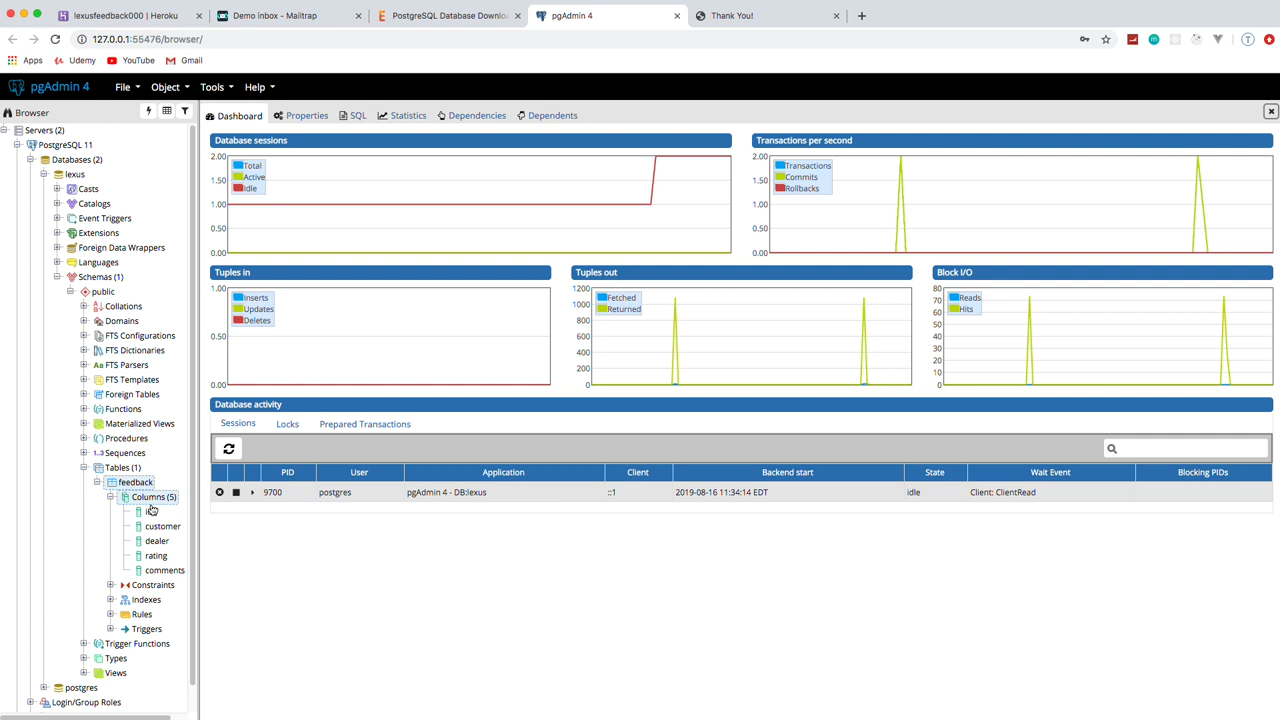 lexusfeedback000 | Heroku
Demo inbox - Mailtrap
PostgreSQL Database Downloa
pgAdmin 4
Thank You!
127.0.0.1:55476/browser/
Apps
Udemy
YouTube
Gmail
pgAdmin 4
File
Object
Tools
Help
Browser
Dashboard
Properties
SQL
Statistics
Dependencies
Dependents
Servers (2)
PostgreSQL 11
Databases (2)
lexus
Casts
Catalogs
Event Triggers
Extensions
Foreign Data Wrappers
Languages
Schemas (1)
public
Collations
Domains
FTS Configurations
FTS Dictionaries
Aa FTS Parsers
FTS Templates
Foreign Tables
Functions
Materialized Views
Procedures
1..3 Sequences
Tables (1)
feedback
Columns (5)
customer
dealer
rating
comments
Constraints
Indexes
Rules
Triggers
Trigger Functions
Types
Views
postgres
Login/Group Roles
Database sessions
2.00
1.50
1.00
0.50
0.00
Total
Active
Idle
Transactions per second
2.00
1.50
1.00
0.50
0.00
Transactions
Commits
Rollbacks
Tuples in
1.00
0.50
0.00
Inserts
Updates
Deletes
Tuples out
1200
1000
800
600
400
200
0
Fetched
Returned
Block I/O
80
70
60
50
40
30
20
10
0
Reads
Hits
Database activity
Sessions
Locks
Prepared Transactions
PID User Application Client Backend start State Wait Event Blocking PIDs
9700 postgres pgAdmin 4 - DB:lexus ::1 2019-08-16 11:34:14 EDT idle Client: ClientRead